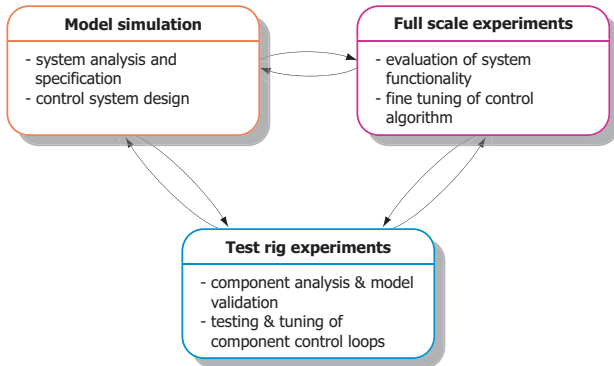 Model simulation
- system analysis and
specification
- control system design
Full scale experiments
- evaluation of system
functionality
- fine tuning of control
algorithm
Test rig experiments
- component analysis & model
validation
- testing & tuning of
component control loops